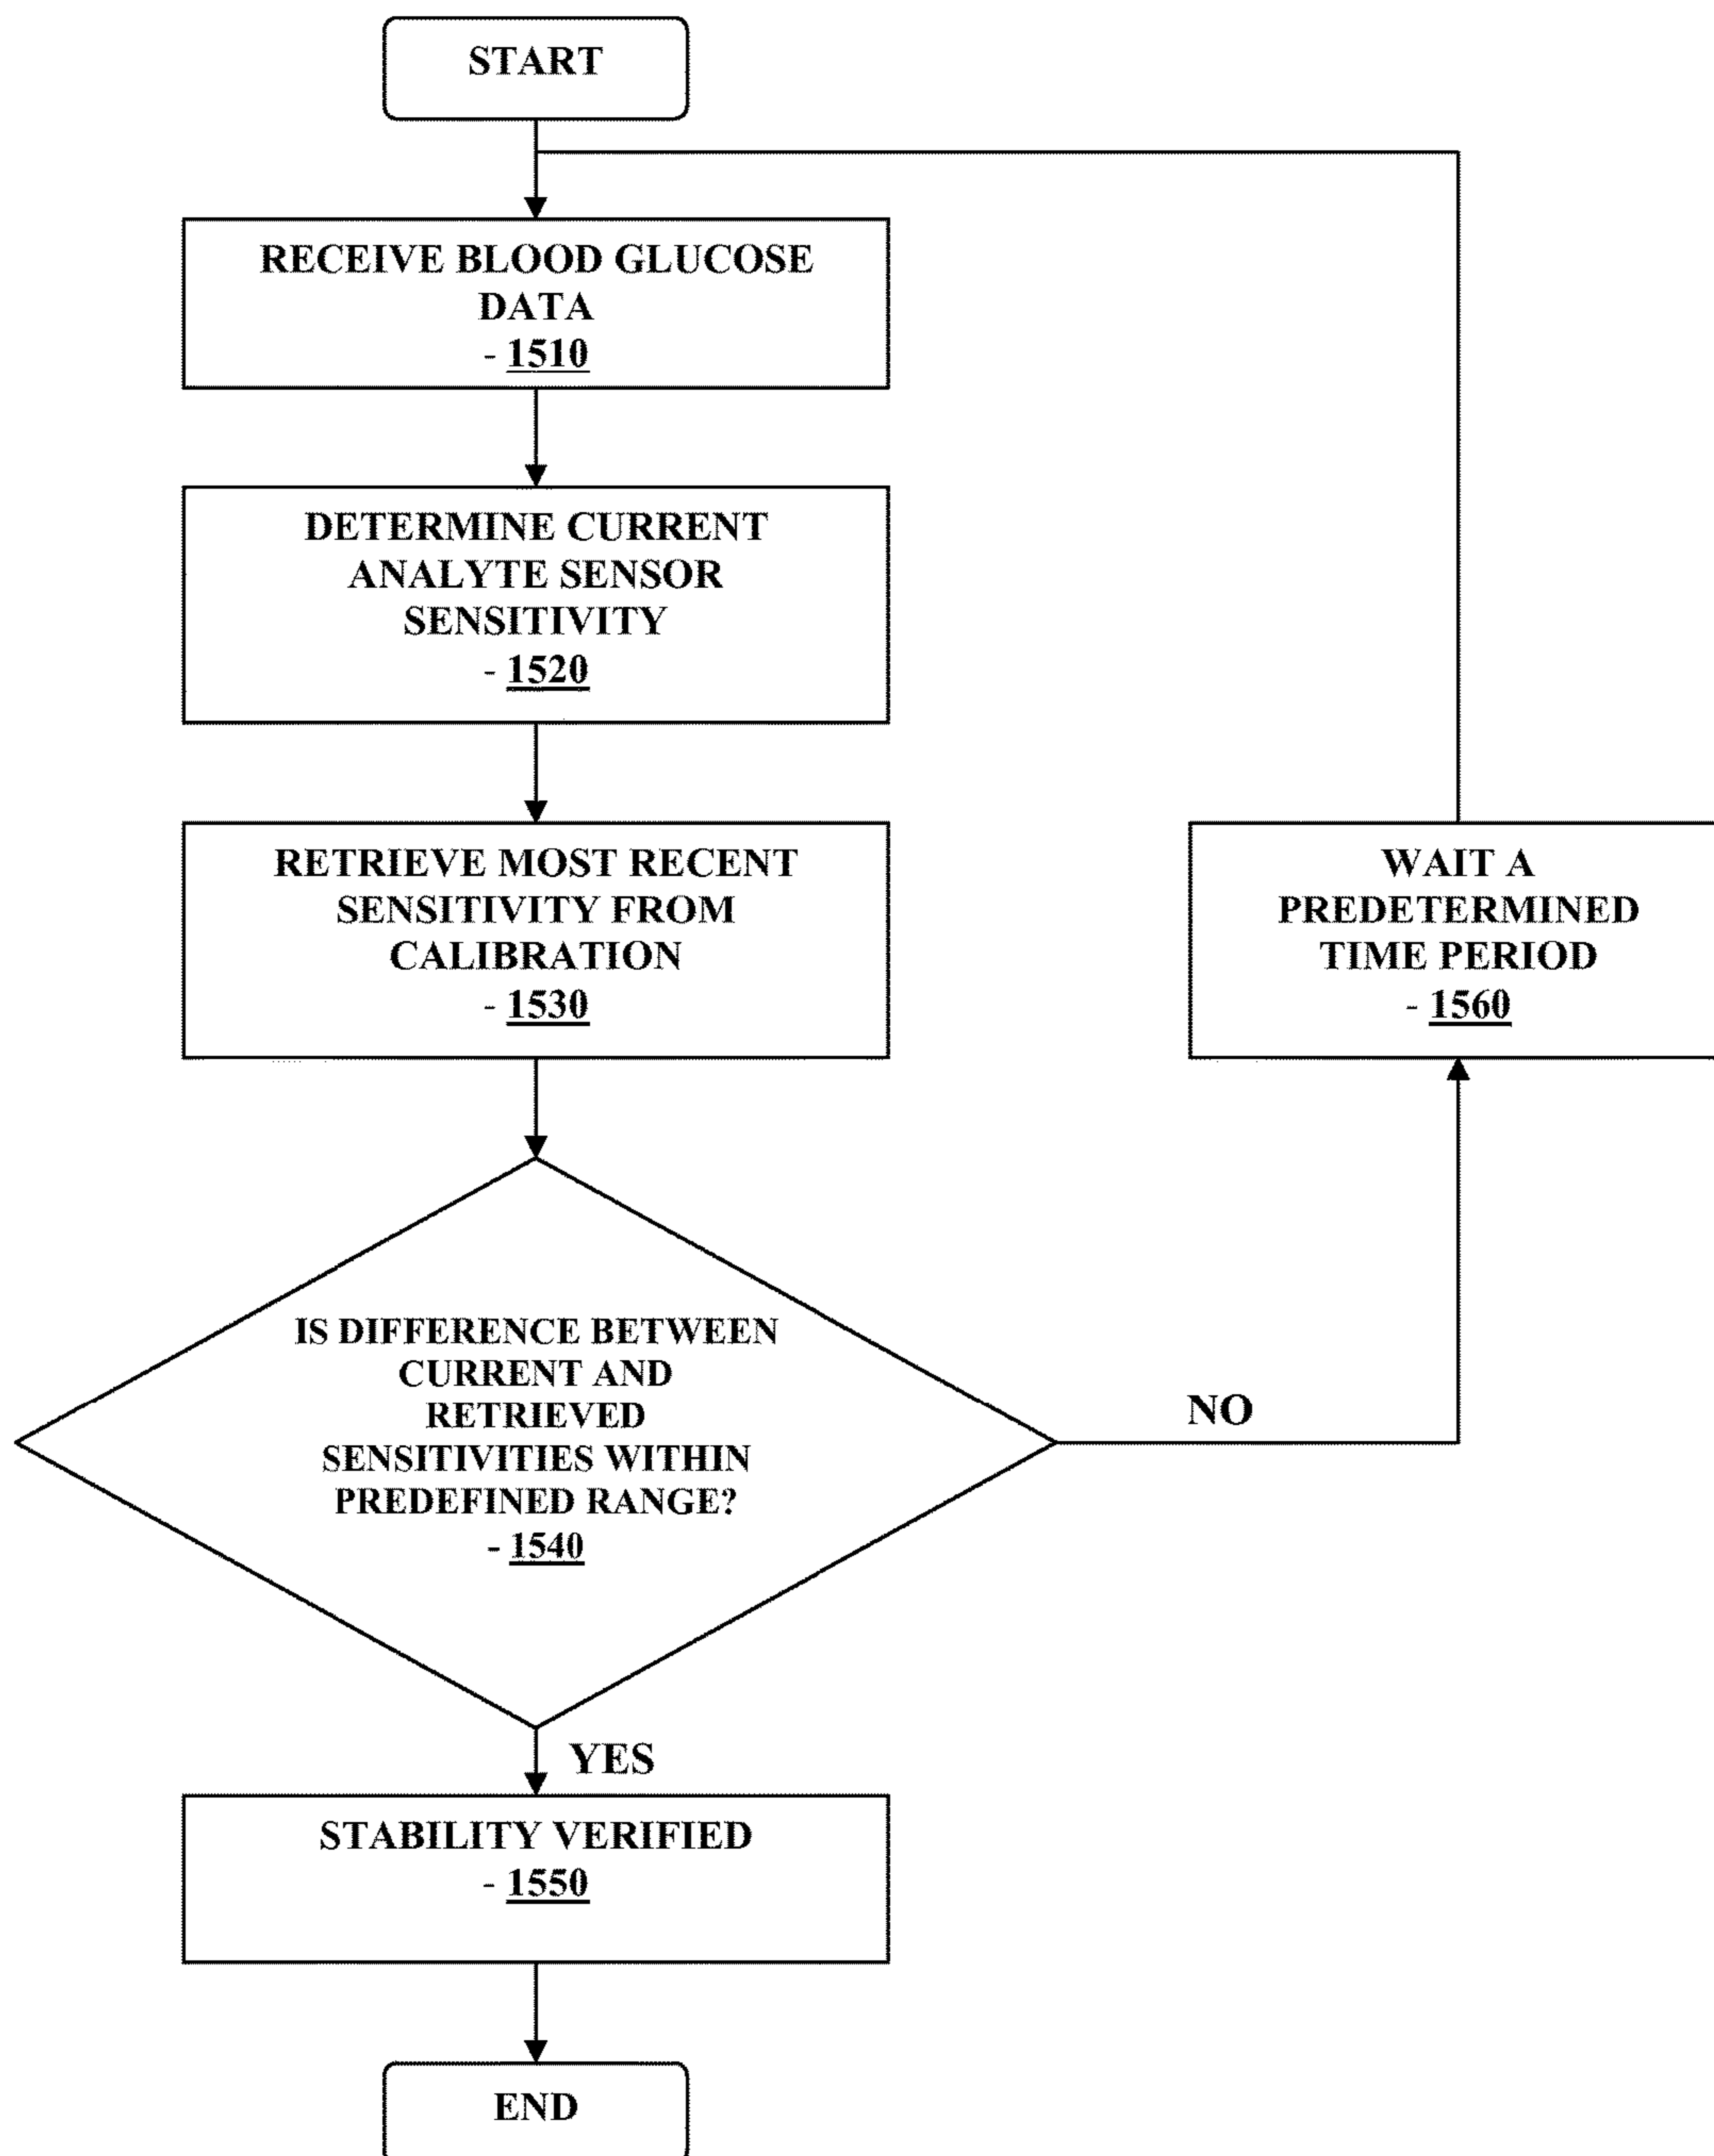 START
RECEIVE BLOOD GLUCOSE
DATA
- 1510
DETERMINE CURRENT
ANALYTE SENSOR
SENSITIVITY
- 1520
RETRIEVE MOST RECENT
SENSITIVITY FROM
CALIBRATION
- 1530
WAIT A
PREDETERMINED
TIME PERIOD
- 1560
IS DIFFERENCE BETWEEN
CURRENT AND
RETRIEVED
SENSITIVITIES WITHIN
PREDEFINED RANGE?
- 1540
NO
YES
STABILITY VERIFIED
- 1550
END